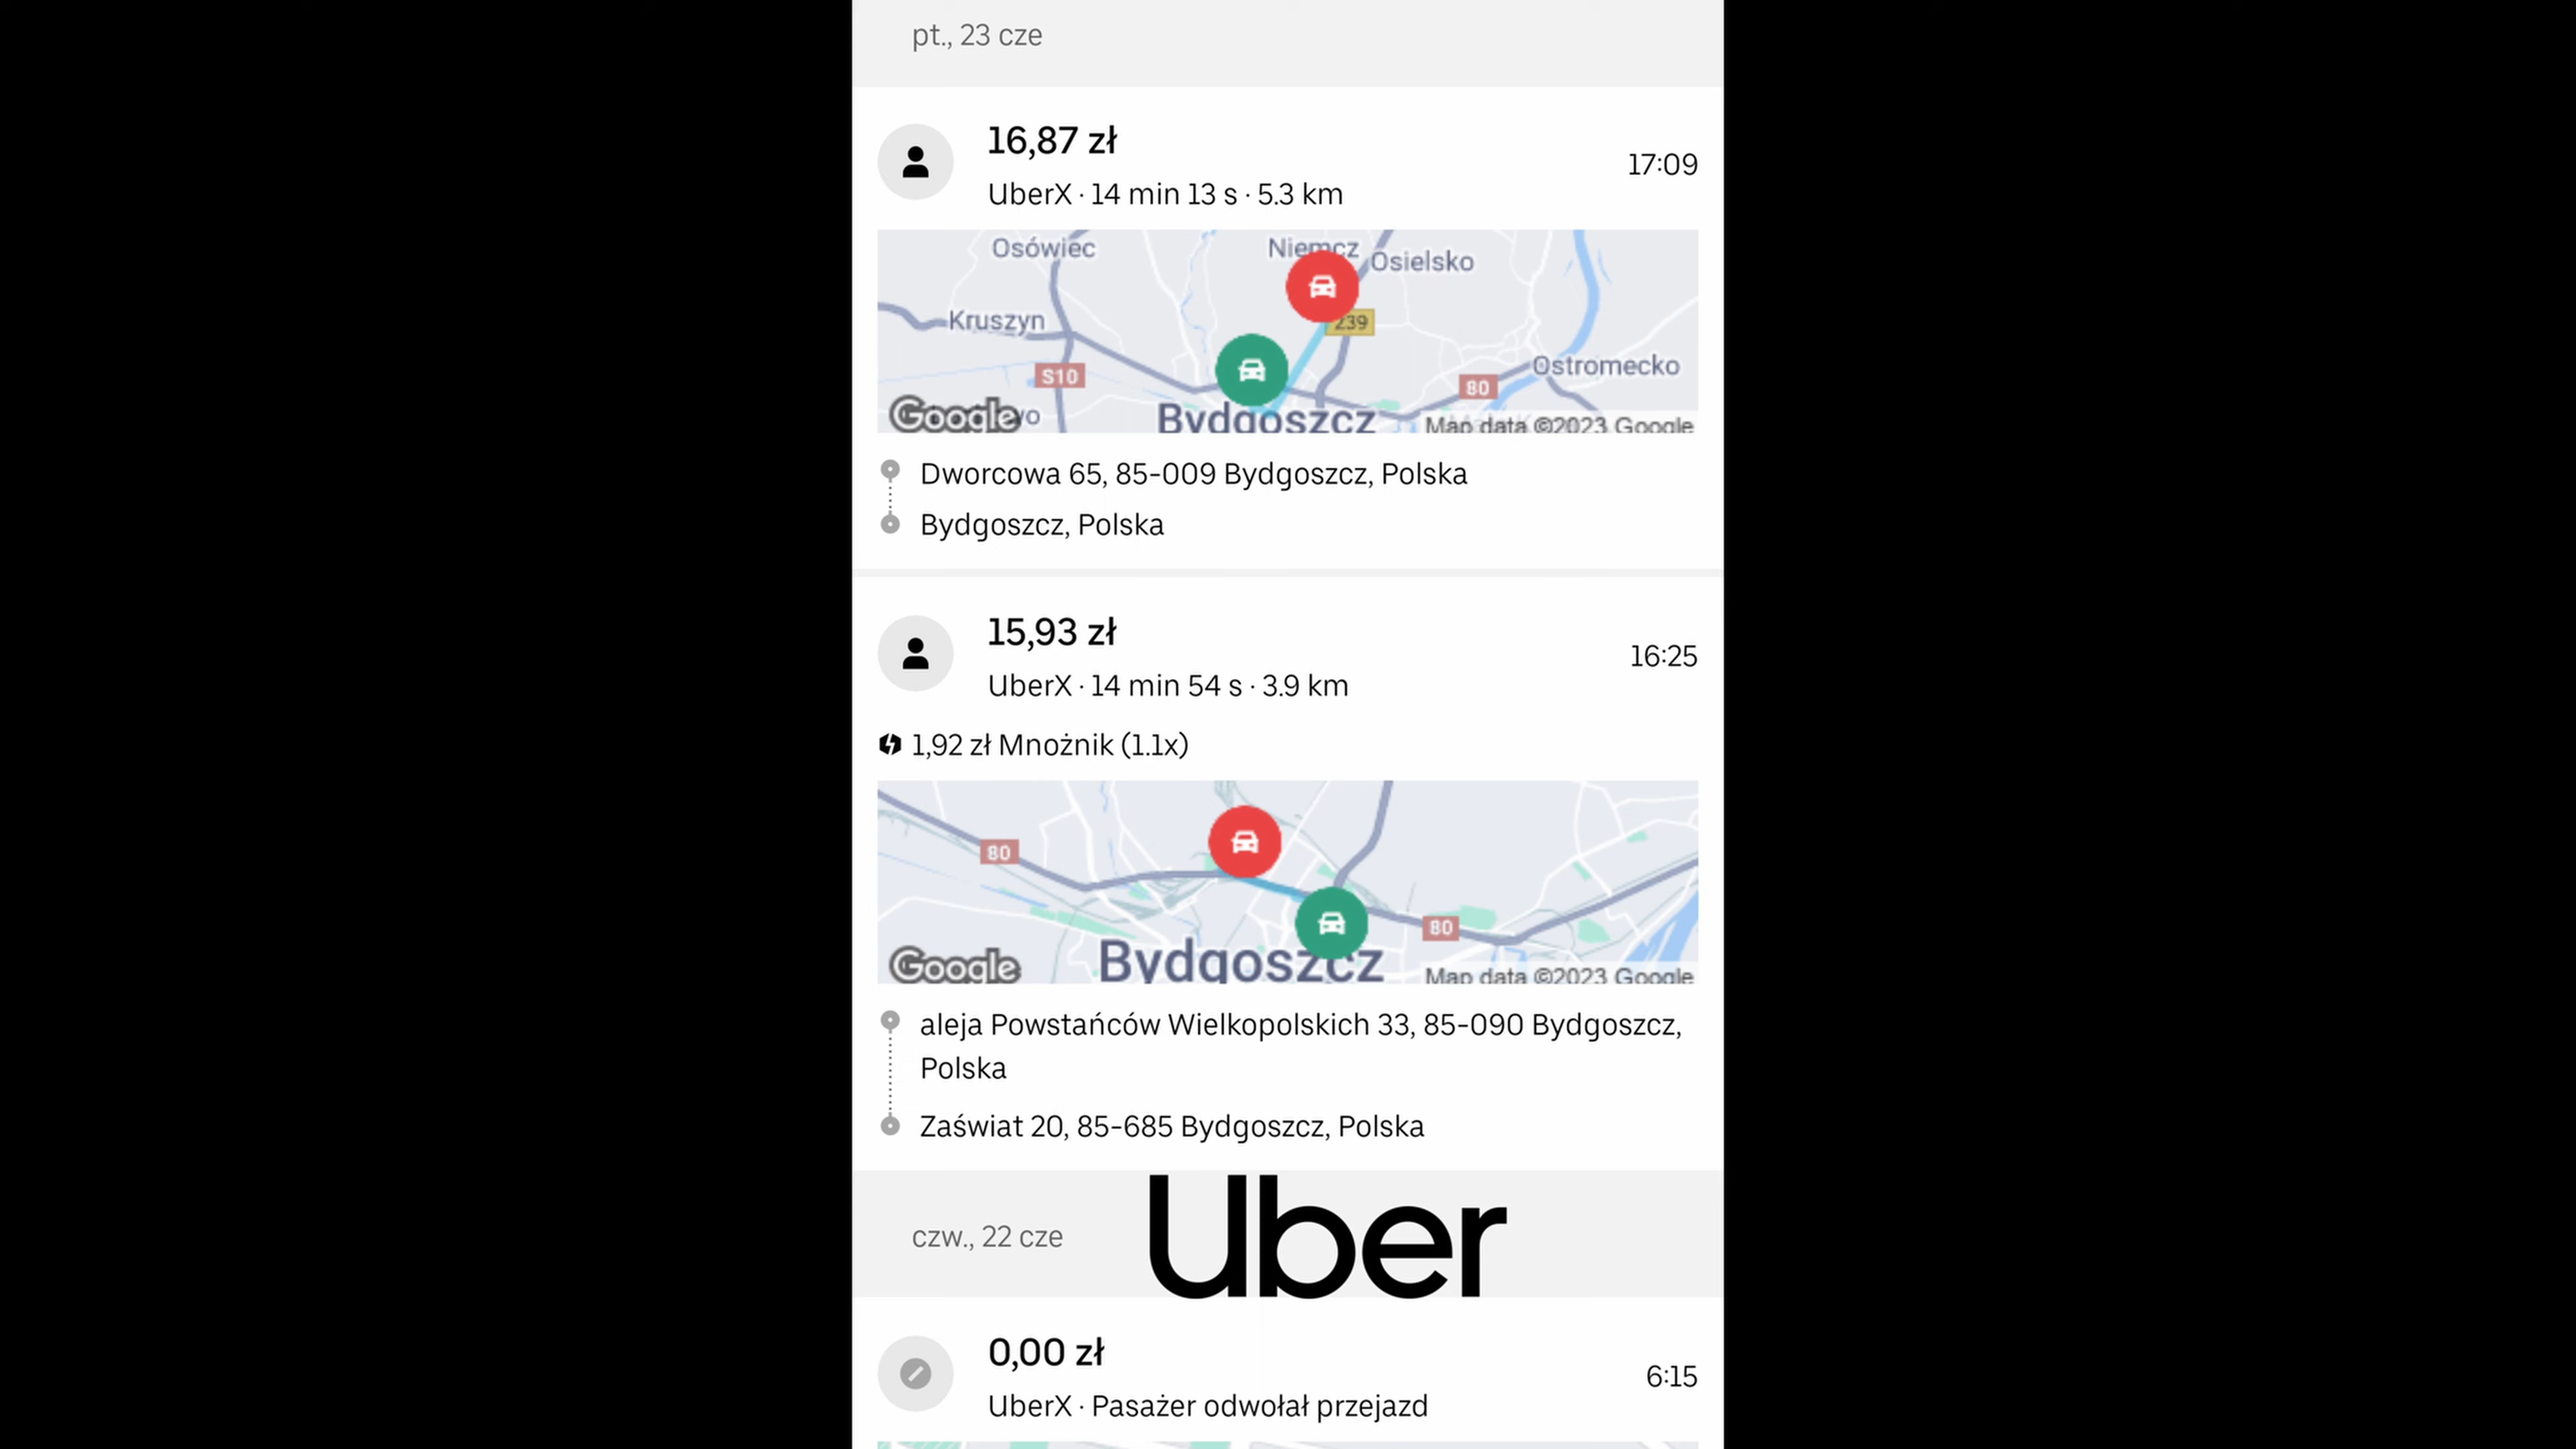 pt., 23 cze
16,87 zł
17:09
UberX · 14 min 13 s · 5.3 km
Osówiec
Niemcz
Osielsko
Kruszyn
239
S10
80
Ostromecko
Google
Bydgoszcz
Map data ©2023 Google
Dworcowa 65, 85-009 Bydgoszcz, Polska
Bydgoszcz, Polska
15,93 zł
16:25
UberX · 14 min 54 s · 3.9 km
1,92 zł Mnożnik (1.1x)
80
80
Google
Bydgoszcz
Map data ©2023 Google
aleja Powstańców Wielkopolskich 33, 85-090 Bydgoszcz,
Polska
Zaświat 20, 85-685 Bydgoszcz, Polska
czw., 22 cze
Uber
0,00 zł
6:15
UberX · Pasażer odwołał przejazd